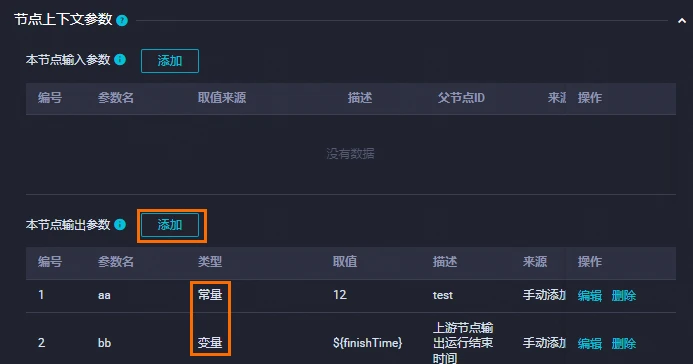 节点上下文参数
本节点输入参数 添加
编号 参数名 取值来源 描述 父节点ID 来源 操作
没有数据
本节点输出参数 添加
编号 参数名 类型 取值 描述 来源 操作
1 aa 常量 12 test 手动添加 编辑 删除
2 bb 变量 ${finishTime} 上游节点输
出运行结束
时间 手动添加 编辑 删除